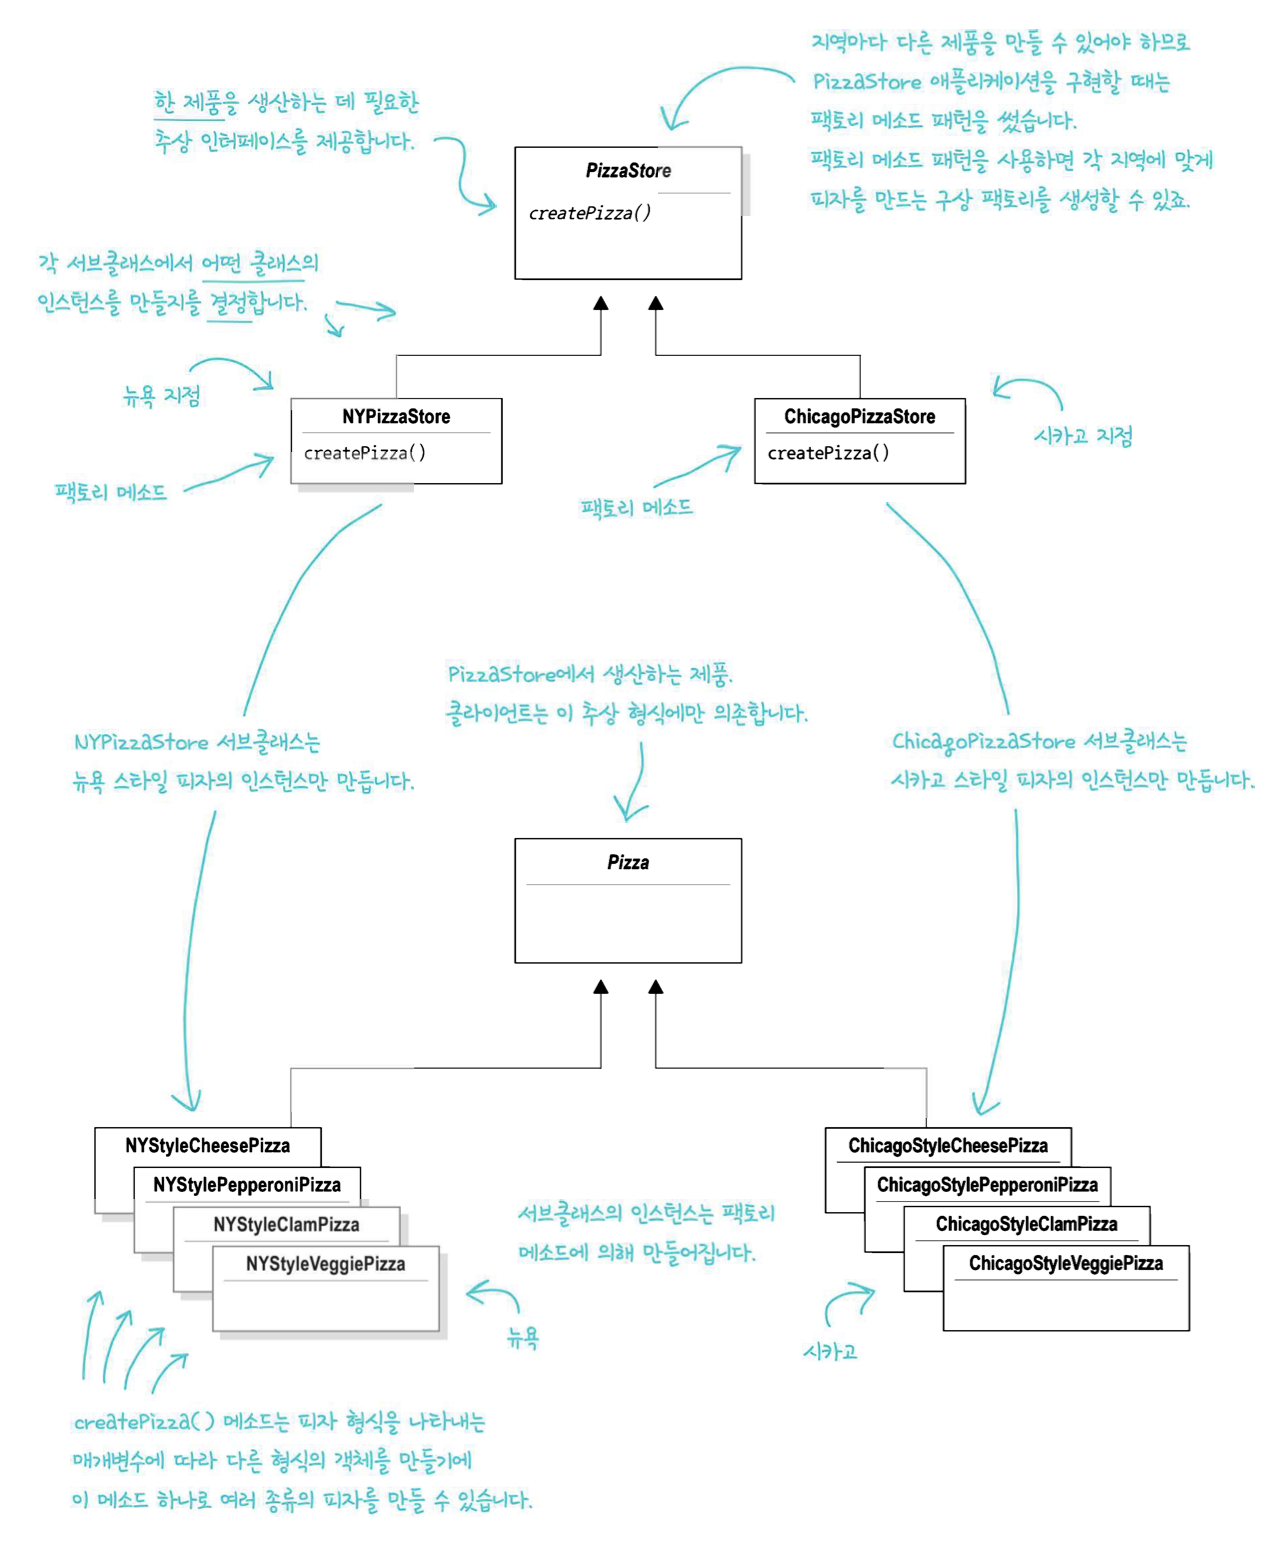 지역마다 다른 제품을 만들 수 있어야 하므로
PizzaStore 애플리케이션을 구현할 때는
팩토리 메소드 패턴을 썼습니다.
팩토리 메소드 패턴을 사용하면 각 지역에 맞게
피자를 만드는 구상 팩토리를 생성할 수 있죠.
한 제품을 생산하는 데 필요한
추상 인터페이스를 제공합니다.
PizzaStore
createPizza()
각 서브클래스에서 어떤 클래스의
인스턴스를 만들지를 결정합니다.
뉴욕 지점
NYPizzaStore
createPizza()
팩토리 메소드
ChicagoPizzaStore
createPizza()
시카고 지점
팩토리 메소드
PizzaStore에서 생산하는 제품.
클라이언트는 이 추상 형식에만 의존합니다.
NYPizzaStore 서브클래스는
뉴욕 스타일 피자의 인스턴스만 만듭니다.
ChicagoPizzaStore 서브클래스는
시카고 스타일 피자의 인스턴스만 만듭니다.
Pizza
NYStyleCheesePizza
NYStylePepperoniPizza
NYStyleClamPizza
NYStyleVeggiePizza
서브클래스의 인스턴스는 팩토리
메소드에 의해 만들어집니다.
뉴욕
ChicagoStyleCheesePizza
ChicagoStylePepperoniPizza
ChicagoStyleClamPizza
ChicagoStyleVeggiePizza
시카고
createPizza() 메소드는 피자 형식을 나타내는
매개변수에 따라 다른 형식의 객체를 만들기에
이 메소드 하나로 여러 종류의 피자를 만들 수 있습니다.